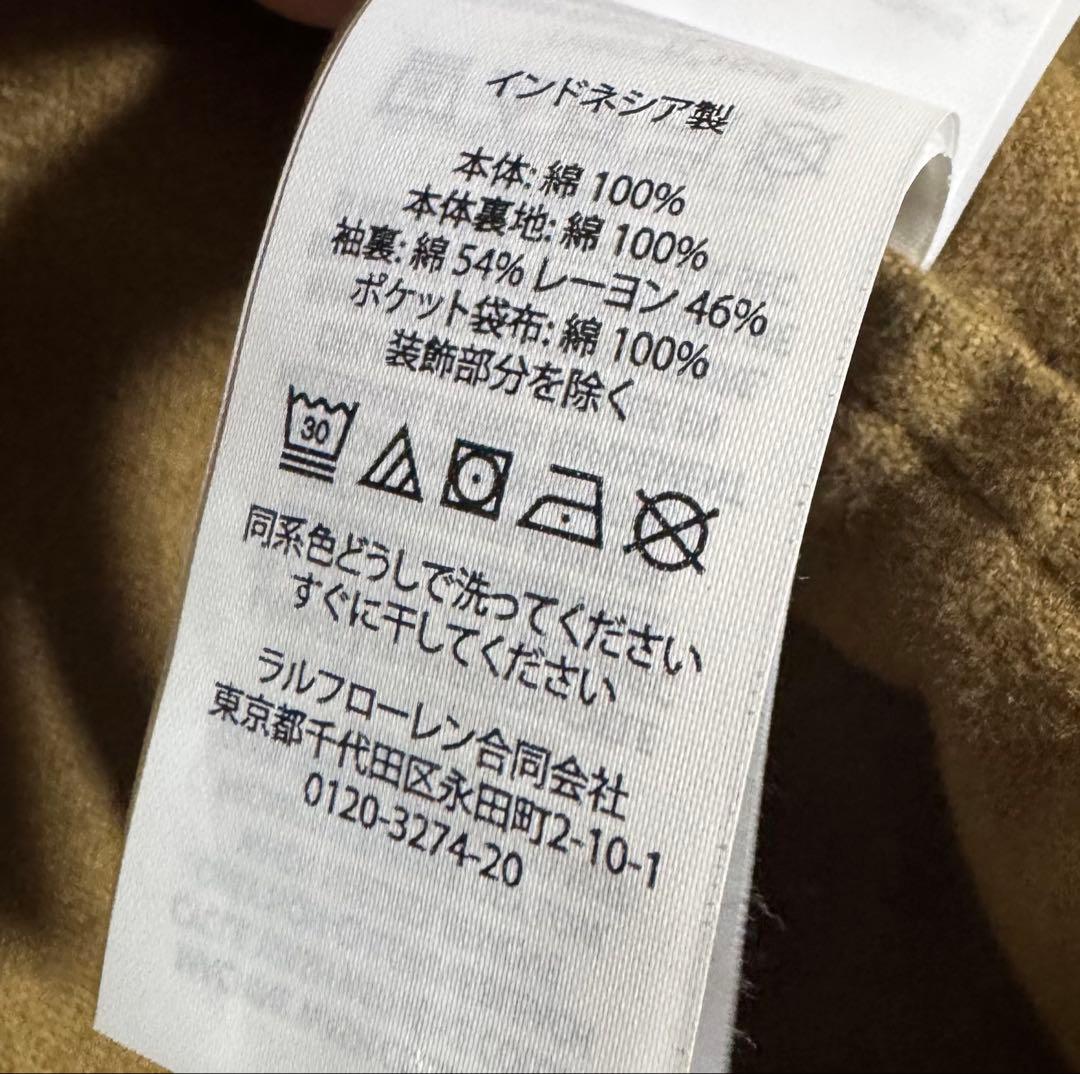 インドネシア製
本体: 綿 100%
本体裏地: 綿 100%
袖裏: 綿 54% レーヨン 46%
ポケット袋布: 綿 100%
装飾部分を除く
30
同系色どうしで洗ってください
すぐに干してください
ラルフローレン合同会社
東京都千代田区永田町2-10-1
0120-3274-20